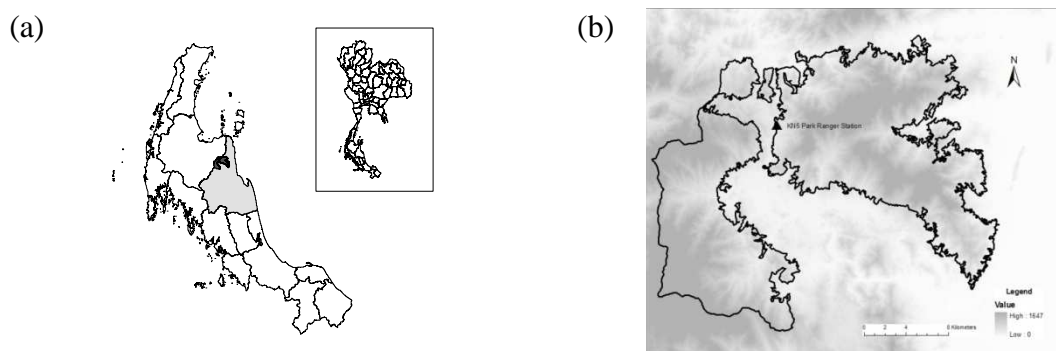 (a)
(b)
N
KNS Park Ranger Station
Legend
Value
High : 1647
Low : 0
0 2 4 8 Kilometers